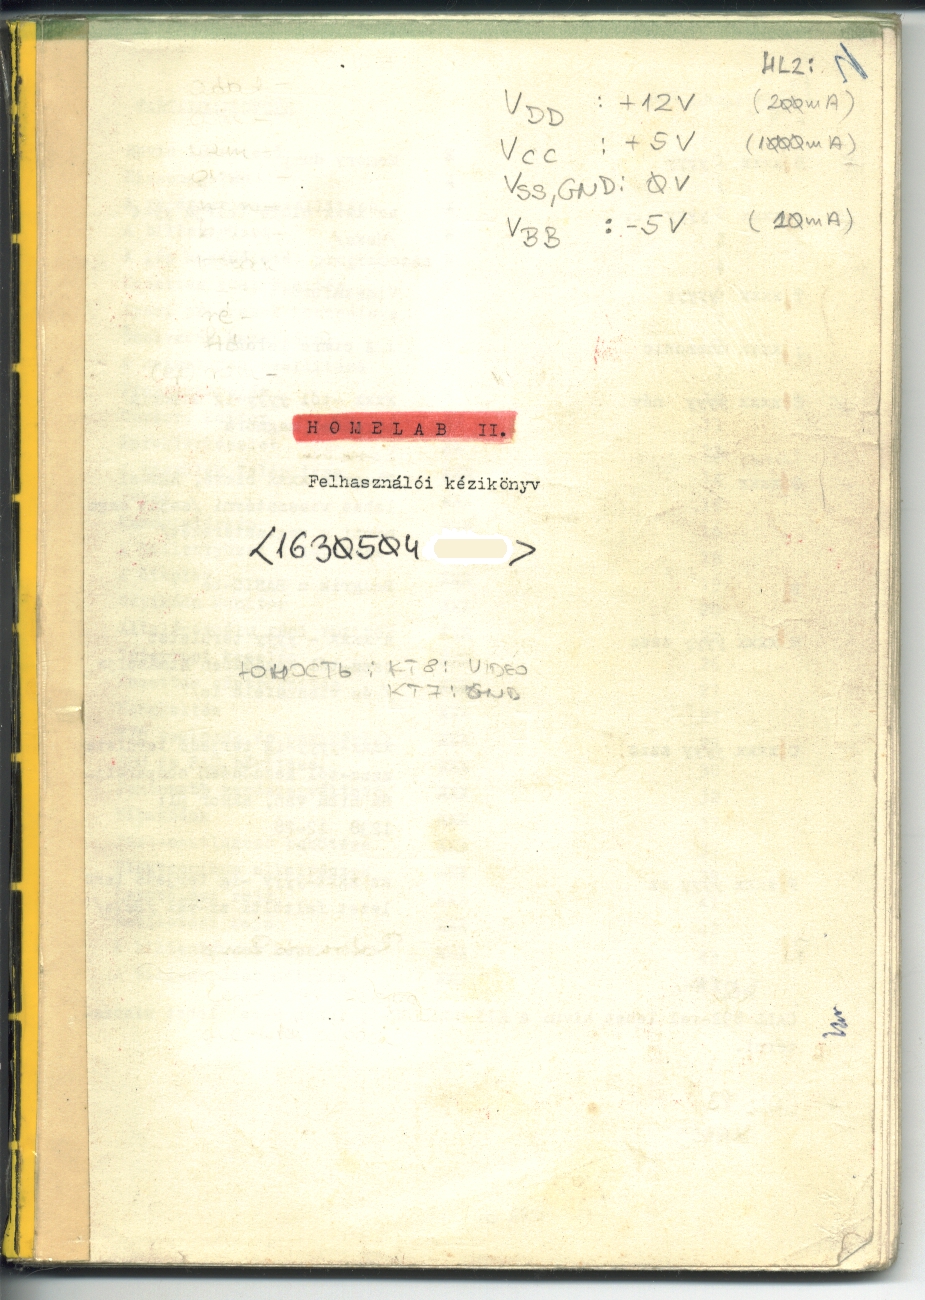 HL2:
VDD : +12V (200mA)
VCC : +5V (1000mA)
VSS, GND: 0V
VBB : -5V (10mA)
HOMELAB II.
Felhasználói kézikönyv
<1630504 >
ЮНОСТЬ : KT8: VIDEO
KT7: GND